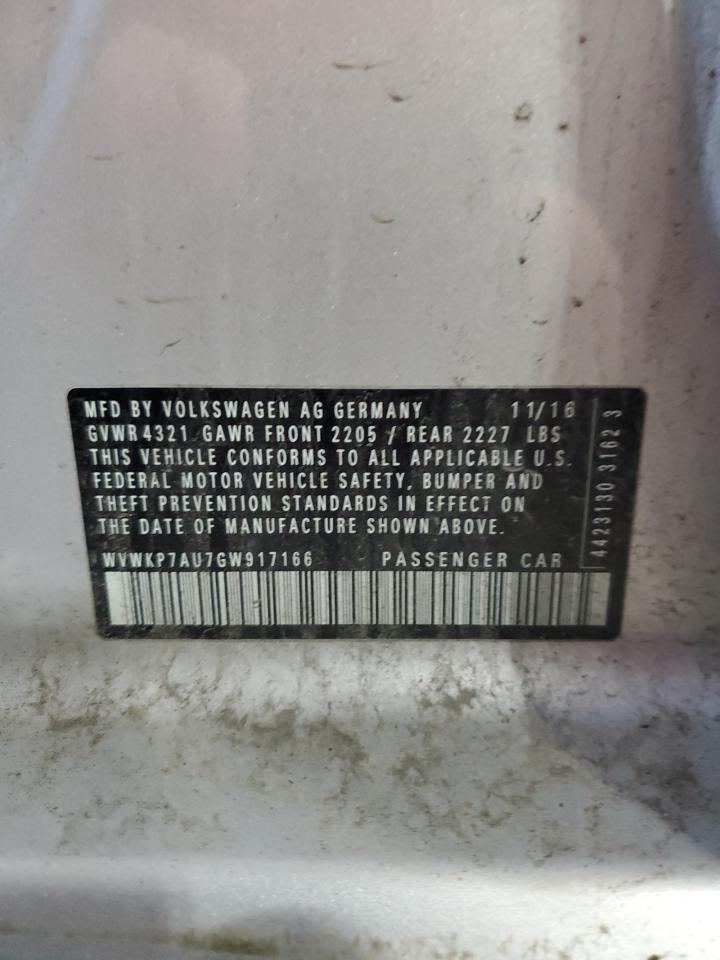 MFD BY VOLKSWAGEN AG GERMANY 11/16
GVWR 4321 GAWR FRONT 2205 / REAR 2227 LBS
THIS VEHICLE CONFORMS TO ALL APPLICABLE U.S.
FEDERAL MOTOR VEHICLE SAFETY, BUMPER AND
THEFT PREVENTION STANDARDS IN EFFECT ON
THE DATE OF MANUFACTURE SHOWN ABOVE.
WVWKP7AU7GW917166 PASSENGER CAR
4423130 3162 3